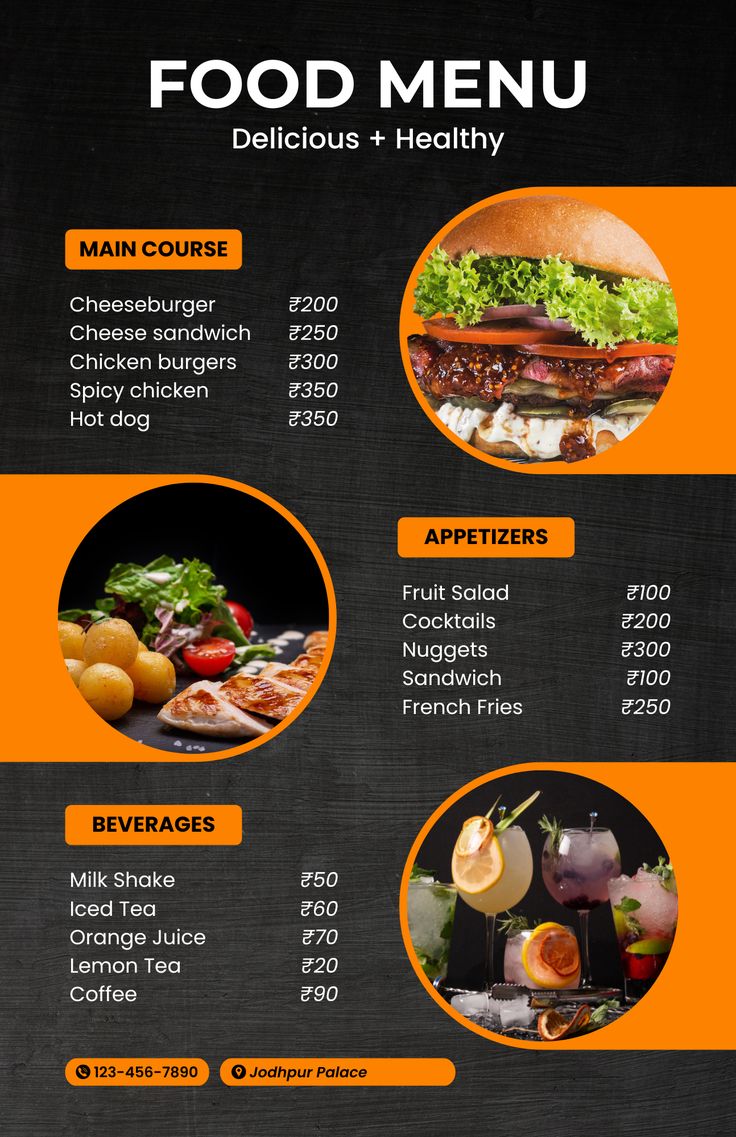 FOOD MENU
Delicious + Healthy
MAIN COURSE
Cheeseburger ₹200
Cheese sandwich ₹250
Chicken burgers ₹300
Spicy chicken ₹350
Hot dog ₹350
APPETIZERS
Fruit Salad ₹100
Cocktails ₹200
Nuggets ₹300
Sandwich ₹100
French Fries ₹250
BEVERAGES
Milk Shake ₹50
Iced Tea ₹60
Orange Juice ₹70
Lemon Tea ₹20
Coffee ₹90
123-456-7890 Jodhpur Palace